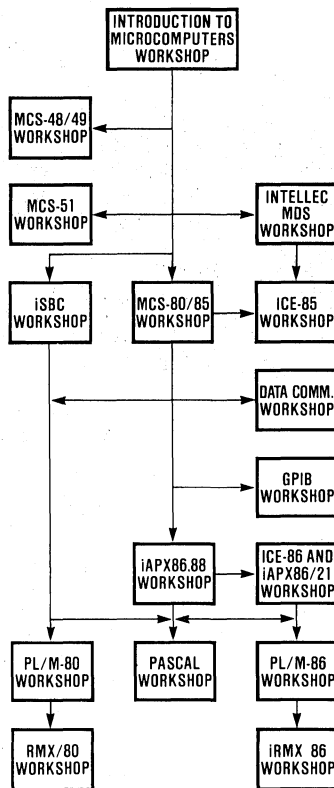 INTRODUCTION TO
MICROCOMPUTERS
WORKSHOP
MCS-48/49
WORKSHOP
MCS-51
WORKSHOP
INTELLEC
MDS
WORKSHOP
iSBC
WORKSHOP
MCS-80/85
WORKSHOP
ICE-85
WORKSHOP
DATA COMM.
WORKSHOP
GPIB
WORKSHOP
iAPX86.88
WORKSHOP
ICE-86 AND
iAPX86/21
WORKSHOP
PL/M-80
WORKSHOP
PASCAL
WORKSHOP
PL/M-86
WORKSHOP
RMX/80
WORKSHOP
iRMX 86
WORKSHOP